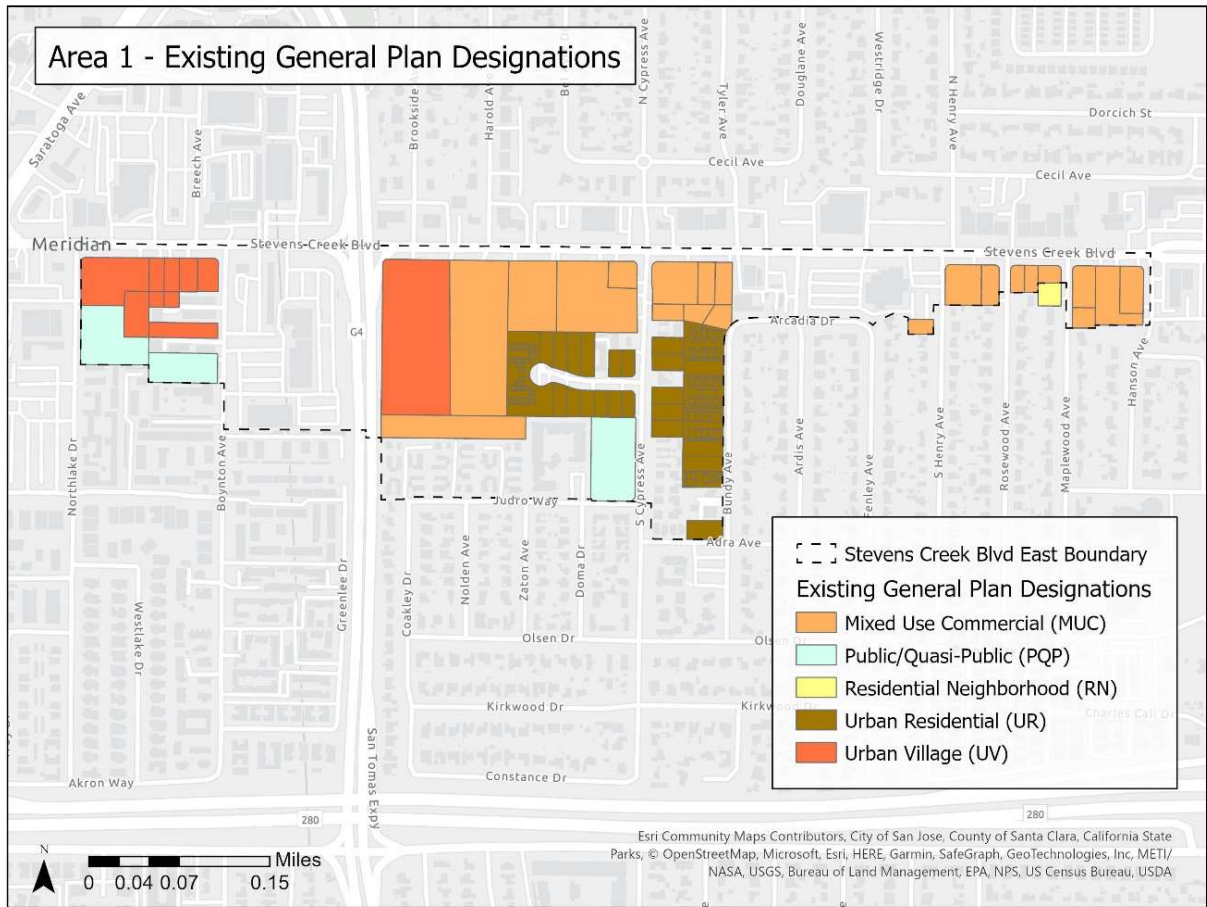 Area 1 - Existing General Plan Designations
Saratoga Ave
Breech Ave
Brookside Ave
Harold Ave
N Cypress Ave
Tyler Ave
Douglane Ave
Westridge Dr
N Henry Ave
Dorcich St
Cecil Ave
Cecil Ave
Meridian
Stevens Creek Blvd
Stevens Creek Blvd
G4
Arcadia Dr
Northlake Dr
Boynton Ave
Greenlee Dr
S Cypress Ave
Bundy Ave
Ardis Ave
Fenley Ave
S Henry Ave
Rosewood Ave
Maplewood Ave
Hanson Ave
Judro Way
Adra Ave
Westlake Dr
Coakley Dr
Nolden Ave
Zaton Ave
Doma Dr
Olsen Dr
Olsen Dr
Kirkwood Dr
Kirkwood Dr
Charles Cali Dr
Constance Dr
Akron Way
San Tomas Expy
280
280
Stevens Creek Blvd East Boundary
Existing General Plan Designations
Mixed Use Commercial (MUC)
Public/Quasi-Public (PQP)
Residential Neighborhood (RN)
Urban Residential (UR)
Urban Village (UV)
Esri Community Maps Contributors, City of San Jose, County of Santa Clara, California State
Parks, © OpenStreetMap, Microsoft, Esri, HERE, Garmin, SafeGraph, GeoTechnologies, Inc, METI/
NASA, USGS, Bureau of Land Management, EPA, NPS, US Census Bureau, USDA
N
Miles
0 0.04 0.07 0.15